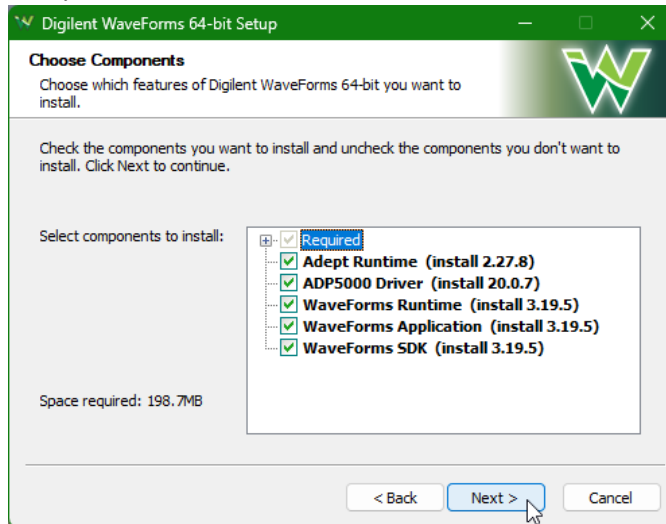 Digilent WaveForms 64-bit Setup
Choose Components
Choose which features of Digilent WaveForms 64-bit you want to
install.
Check the components you want to install and uncheck the components you don't want to
install. Click Next to continue.
Select components to install:
Required
Adept Runtime (install 2.27.8)
ADP5000 Driver (install 20.0.7)
WaveForms Runtime (install 3.19.5)
WaveForms Application (install 3.19.5)
WaveForms SDK (install 3.19.5)
Space required: 198.7MB
< Back
Next >
Cancel